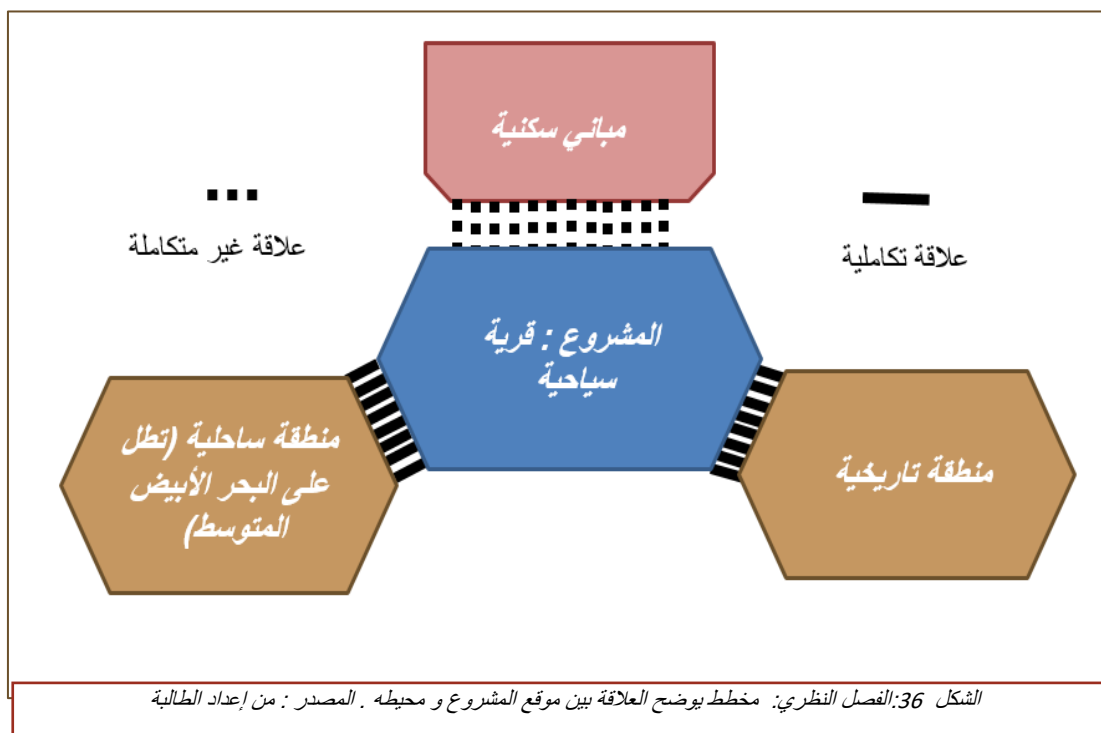 مباني سكنية
علاقة تكاملية
علاقة غير متكاملة
المشروع : قرية
سياحية
منطقة تاريخية
منطقة ساحلية (تطل
على البحر الأبيض
المتوسط)
الشكل 36:الفصل النظري: مخطط يوضح العلاقة بين موقع المشروع و محيطه . المصدر : من إعداد الطالبة